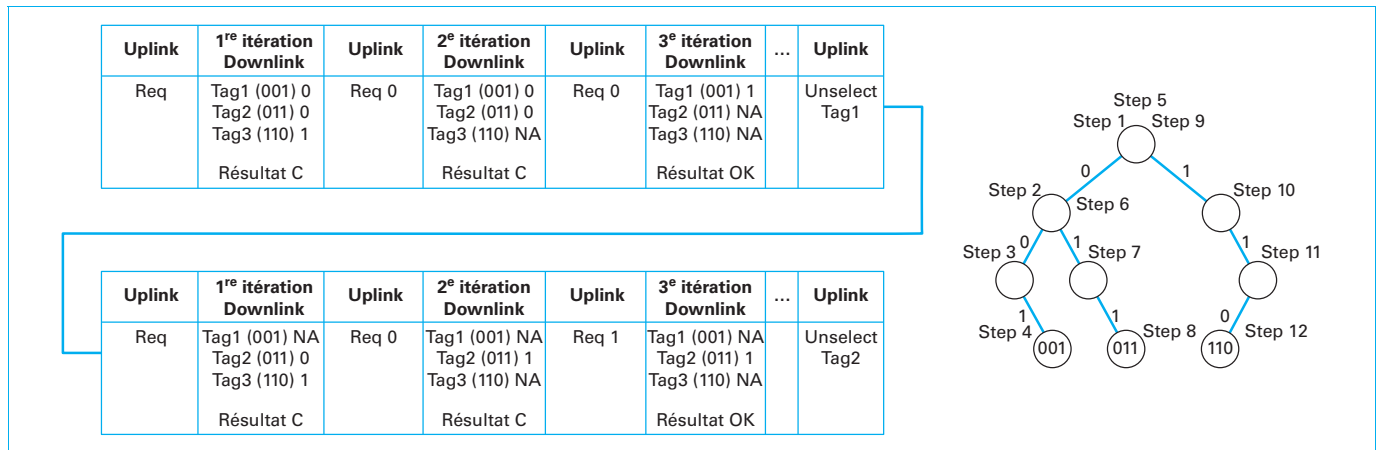 Uplink 1re itération Downlink Uplink 2e itération Downlink Uplink 3e itération Downlink … Uplink
Req Tag1 (001) 0 Req 0 Tag1 (001) 0 Req 0 Tag1 (001) 1 Unselect
Tag2 (011) 0 Tag2 (011) 0 Tag2 (011) NA Tag1
Tag3 (110) 1 Tag3 (110) NA Tag3 (110) NA
Résultat C Résultat C Résultat OK
Uplink 1re itération Downlink Uplink 2e itération Downlink Uplink 3e itération Downlink … Uplink
Req Tag1 (001) NA Req 0 Tag1 (001) NA Req 1 Tag1 (001) NA Unselect
Tag2 (011) 0 Tag2 (011) 1 Tag2 (011) 1 Tag2
Tag3 (110) 1 Tag3 (110) NA Tag3 (110) NA
Résultat C Résultat C Résultat OK
Step 5
Step 1 Step 9
0 1
Step 2 Step 6 Step 10
0 1 1
Step 3 Step 7 Step 11
1 1 0
Step 4 Step 8 Step 12
001 011 110